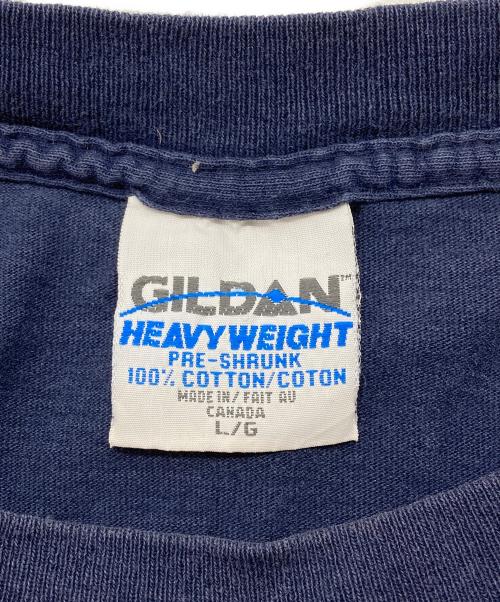 GILDAN™
HEAVYWEIGHT
PRE-SHRUNK
100% COTTON/COTON
MADE IN/FAIT AU
CANADA
L/G